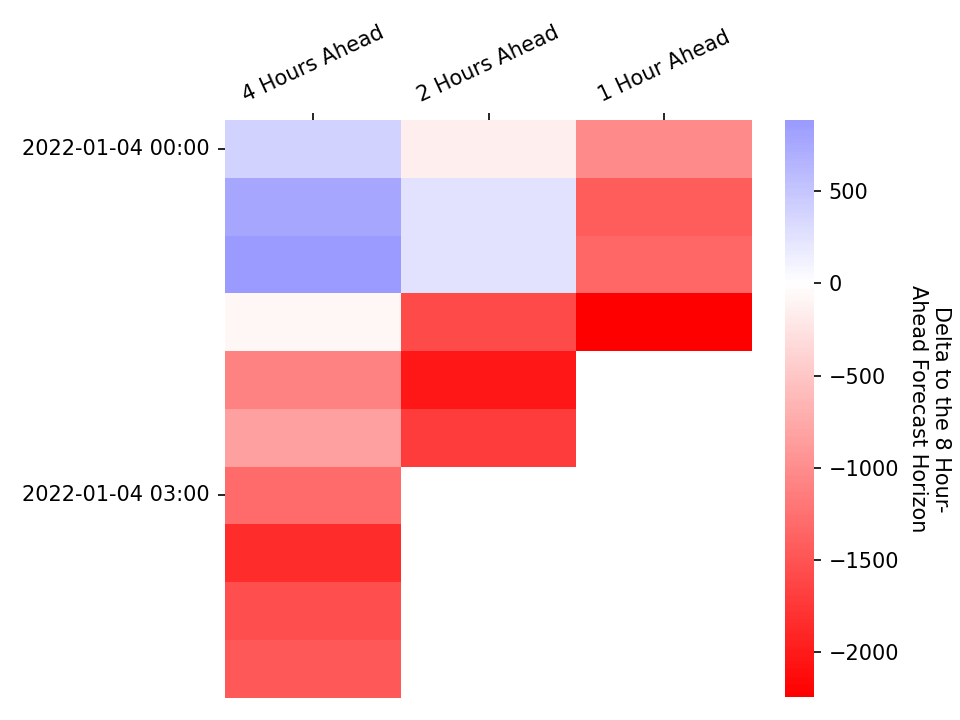 4 Hours Ahead
2 Hours Ahead
1 Hour Ahead
2022-01-04 00:00
2022-01-04 03:00
500
0
−500
−1000
−1500
−2000
Delta to the 8 Hour-
Ahead Forecast Horizon